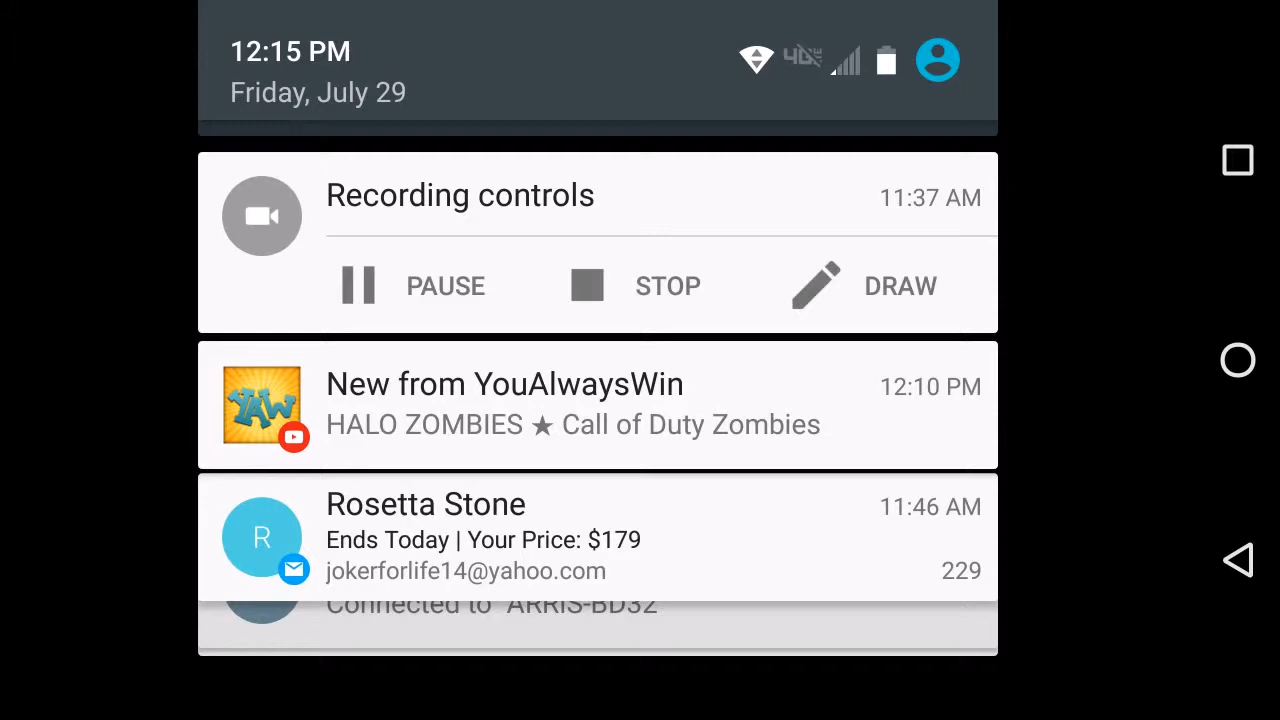 12:15 PM
4G
Friday, July 29
Recording controls
11:37 AM
PAUSE
STOP
DRAW
YAW
New from YouAlwaysWin
12:10 PM
HALO ZOMBIES ★ Call of Duty Zombies
R
Rosetta Stone
11:46 AM
Ends Today | Your Price: $179
jokerforlife14@yahoo.com
229
Connected to ARRIS-BD32